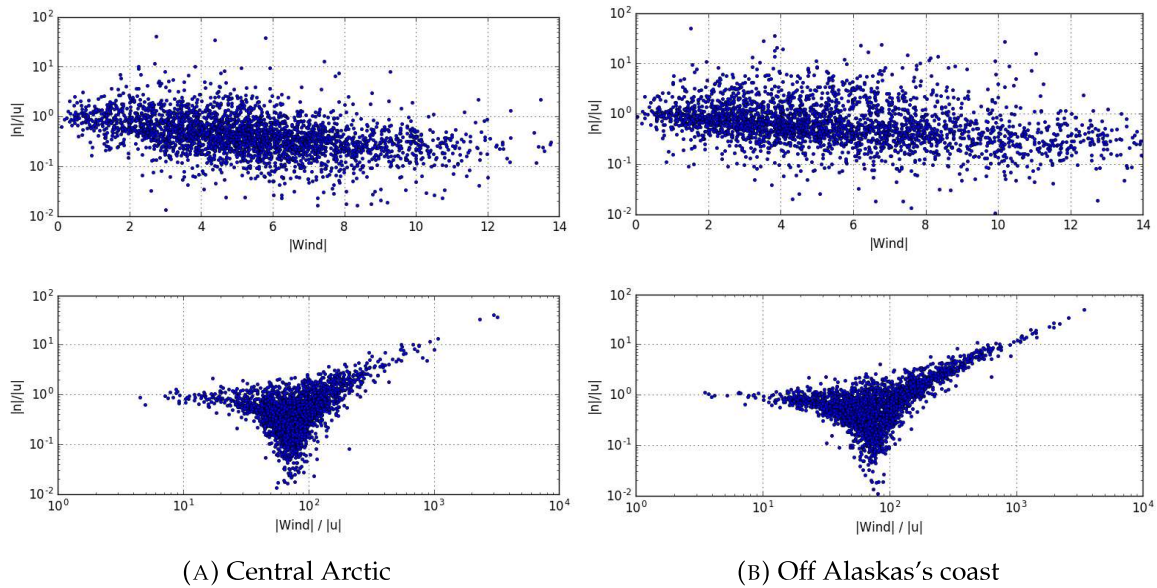 10² 10²
10¹ 10¹
|n|/|u| 10⁰ |n|/|u| 10⁰
10⁻¹ 10⁻¹
10⁻² 10⁻²
0 2 4 6 8 10 12 14 2 4 6 8 10 12 14
|Wind| |Wind|
10² 10²
10¹ 10¹
|n|/|u| 10⁰ |n|/|u| 10⁰
10⁻¹ 10⁻¹
10⁻² 10⁻²
10⁰ 10¹ 10² 10³ 10⁴ 10⁰ 10¹ 10² 10³ 10⁴
|Wind| / |u| |Wind| / |u|
(A) Central Arctic (B) Off Alaskas's coast